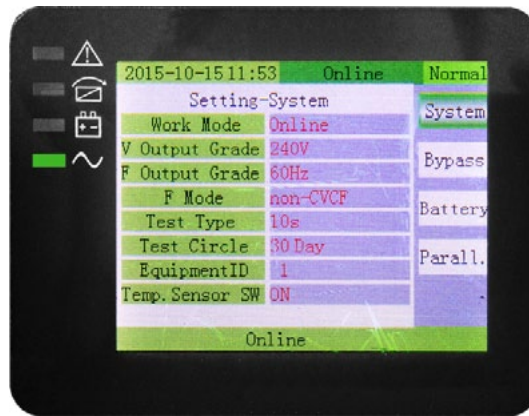 2015-10-15 11:53 Online Normal
Setting-System
System
Work Mode Online
V Output Grade 240V
Bypass
F Output Grade 60Hz
F Mode non-CVCF
Battery
Test Type 10s
Test Circle 30 Day
Parall.
EquipmentID 1
Temp. Sensor SW ON
Online